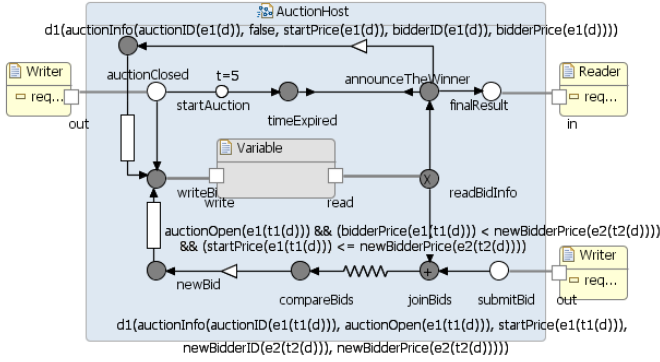 AuctionHost
d1(auctionInfo(auctionID(e1(d)), false, startPrice(e1(d)), bidderID(e1(d)), bidderPrice(e1(d))))
Writer
req...
out
auctionClosed
t=5
startAuction
timeExpired
announceTheWinner
finalResult
Reader
req...
in
Variable
writeBi
write
read
X
readBidInfo
auctionOpen(e1(t1(d))) && (bidderPrice(e1(t1(d))) < newBidderPrice(e2(t2(d))))
&& (startPrice(e1(t1(d))) <= newBidderPrice(e2(t2(d))))
Writer
req...
out
newBid
compareBids
+
joinBids
submitBid
d1(auctionInfo(auctionID(e1(t1(d))), auctionOpen(e1(t1(d))), startPrice(e1(t1(d))),
newBidderID(e2(t2(d))), newBidderPrice(e2(t2(d)))))